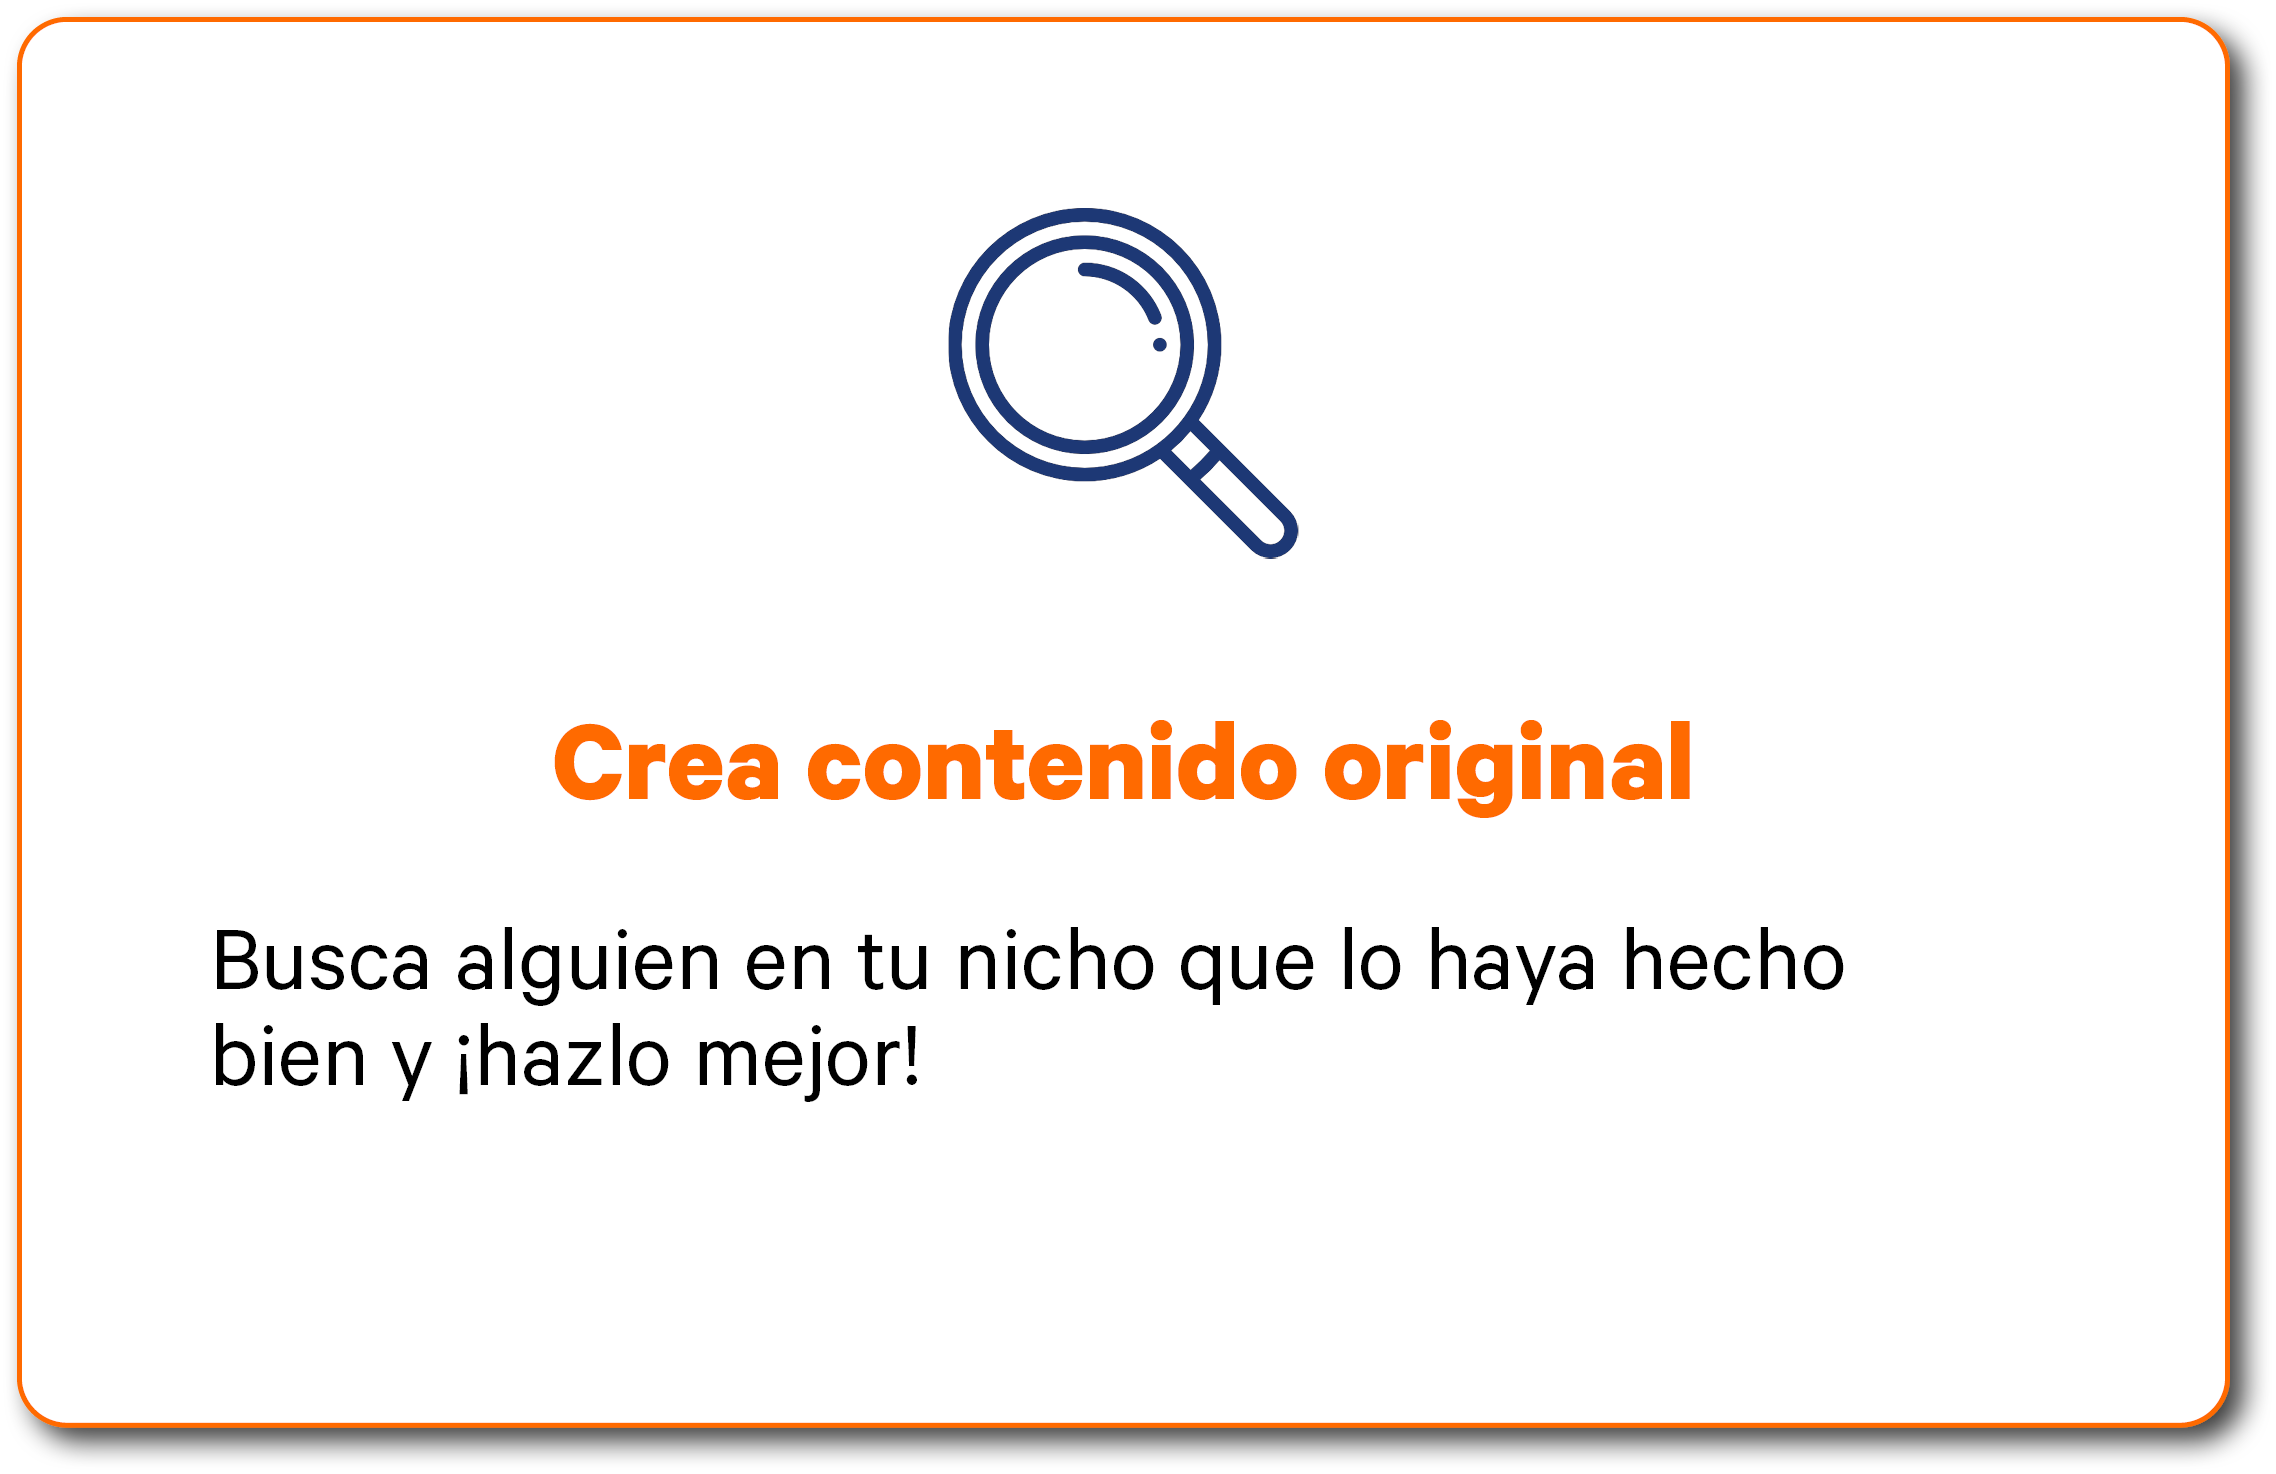 Crea contenido original
Busca alguien en tu nicho que lo haya hecho
bien y ¡hazlo mejor!